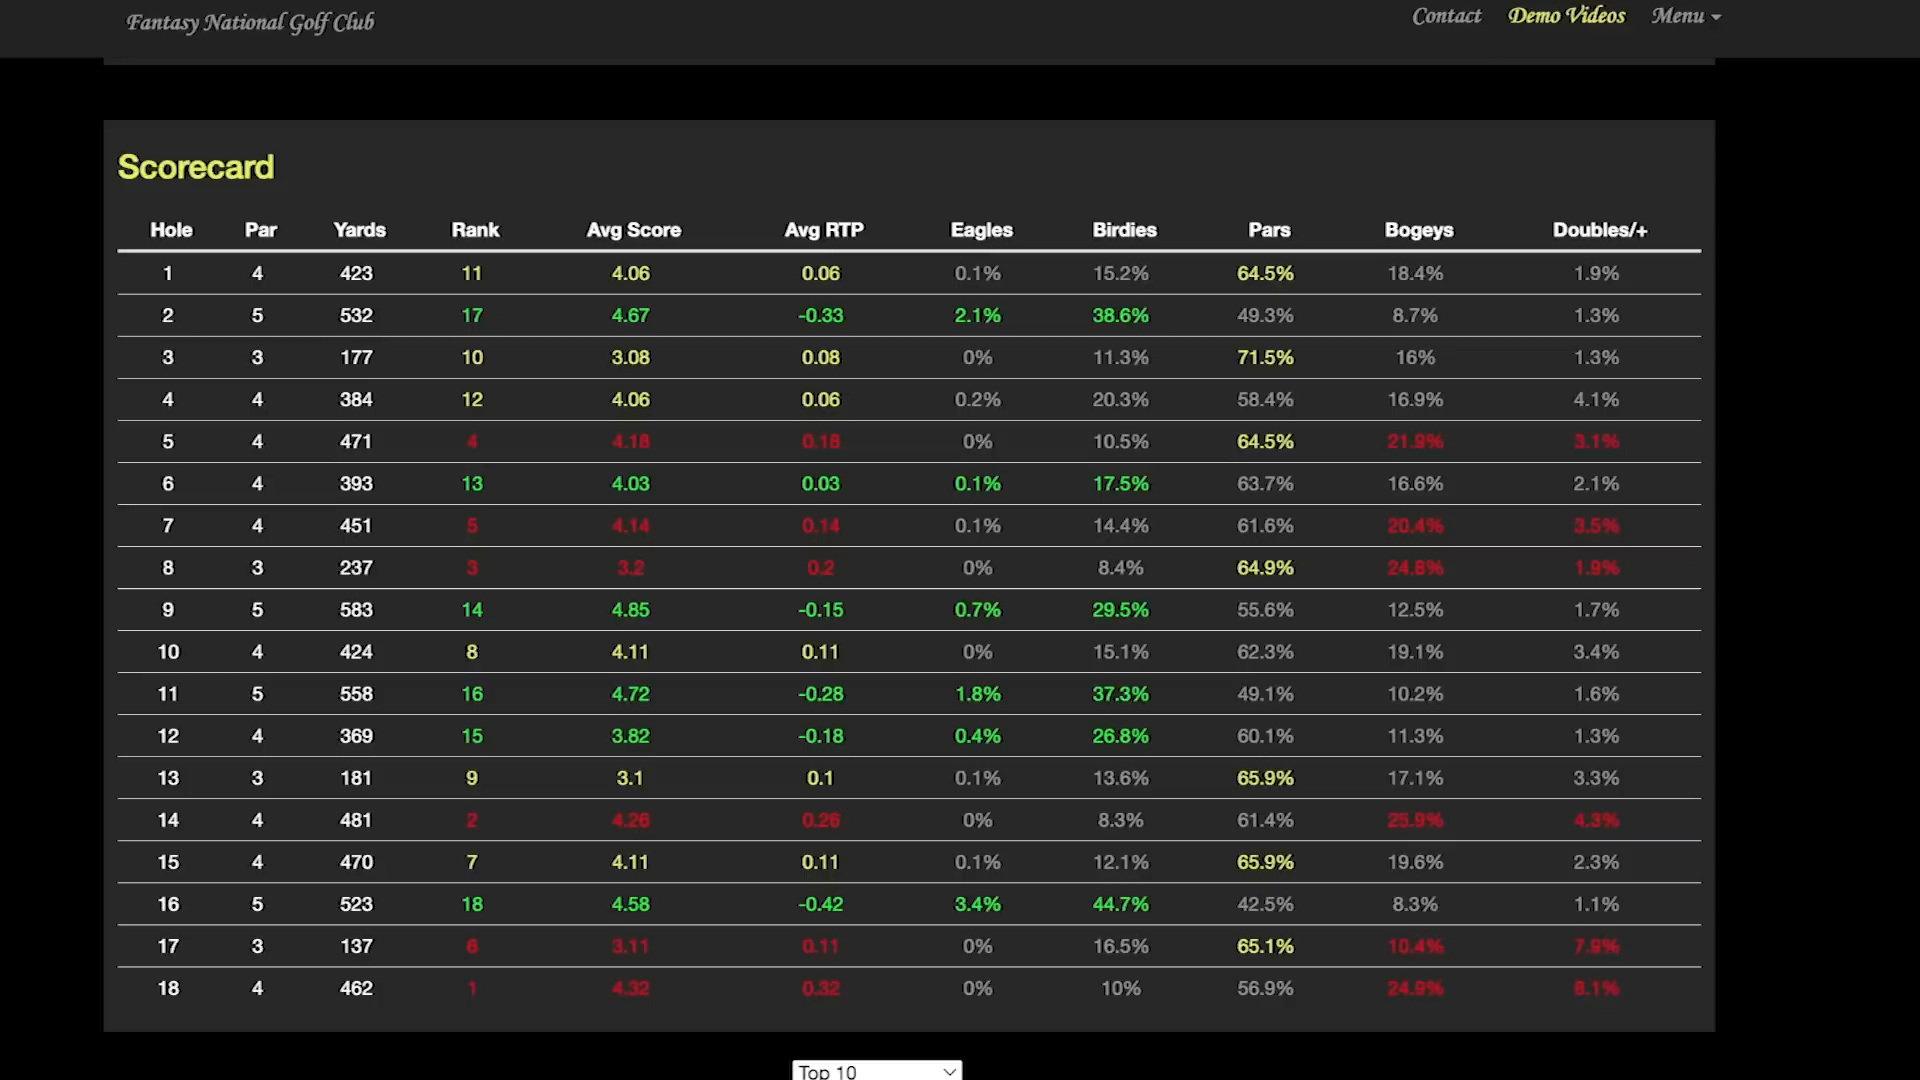 Fantasy National Golf Club
Contact Demo Videos Menu
Scorecard
Hole Par Yards Rank Avg Score Avg RTP Eagles Birdies Pars Bogeys Doubles/+
1 4 423 11 4.06 0.06 0.1% 15.2% 64.5% 18.4% 1.9%
2 5 532 17 4.67 -0.33 2.1% 38.6% 49.3% 8.7% 1.3%
3 3 177 10 3.08 0.08 0% 11.3% 71.5% 16% 1.3%
4 4 384 12 4.06 0.06 0.2% 20.3% 58.4% 16.9% 4.1%
5 4 471 4 4.18 0.18 0% 10.5% 64.5% 21.9% 3.1%
6 4 393 13 4.03 0.03 0.1% 17.5% 63.7% 16.6% 2.1%
7 4 451 5 4.14 0.14 0.1% 14.4% 61.6% 20.4% 3.5%
8 3 237 3 3.2 0.2 0% 8.4% 64.9% 24.8% 1.9%
9 5 583 14 4.85 -0.15 0.7% 29.5% 55.6% 12.5% 1.7%
10 4 424 8 4.11 0.11 0% 15.1% 62.3% 19.1% 3.4%
11 5 558 16 4.72 -0.28 1.8% 37.3% 49.1% 10.2% 1.6%
12 4 369 15 3.82 -0.18 0.4% 26.8% 60.1% 11.3% 1.3%
13 3 181 9 3.1 0.1 0.1% 13.6% 65.9% 17.1% 3.3%
14 4 481 2 4.26 0.26 0% 8.3% 61.4% 25.9% 4.3%
15 4 470 7 4.11 0.11 0.1% 12.1% 65.9% 19.6% 2.3%
16 5 523 18 4.58 -0.42 3.4% 44.7% 42.5% 8.3% 1.1%
17 3 137 6 3.11 0.11 0% 16.5% 65.1% 10.4% 7.9%
18 4 462 1 4.32 0.32 0% 10% 56.9% 24.9% 8.1%
Top 10